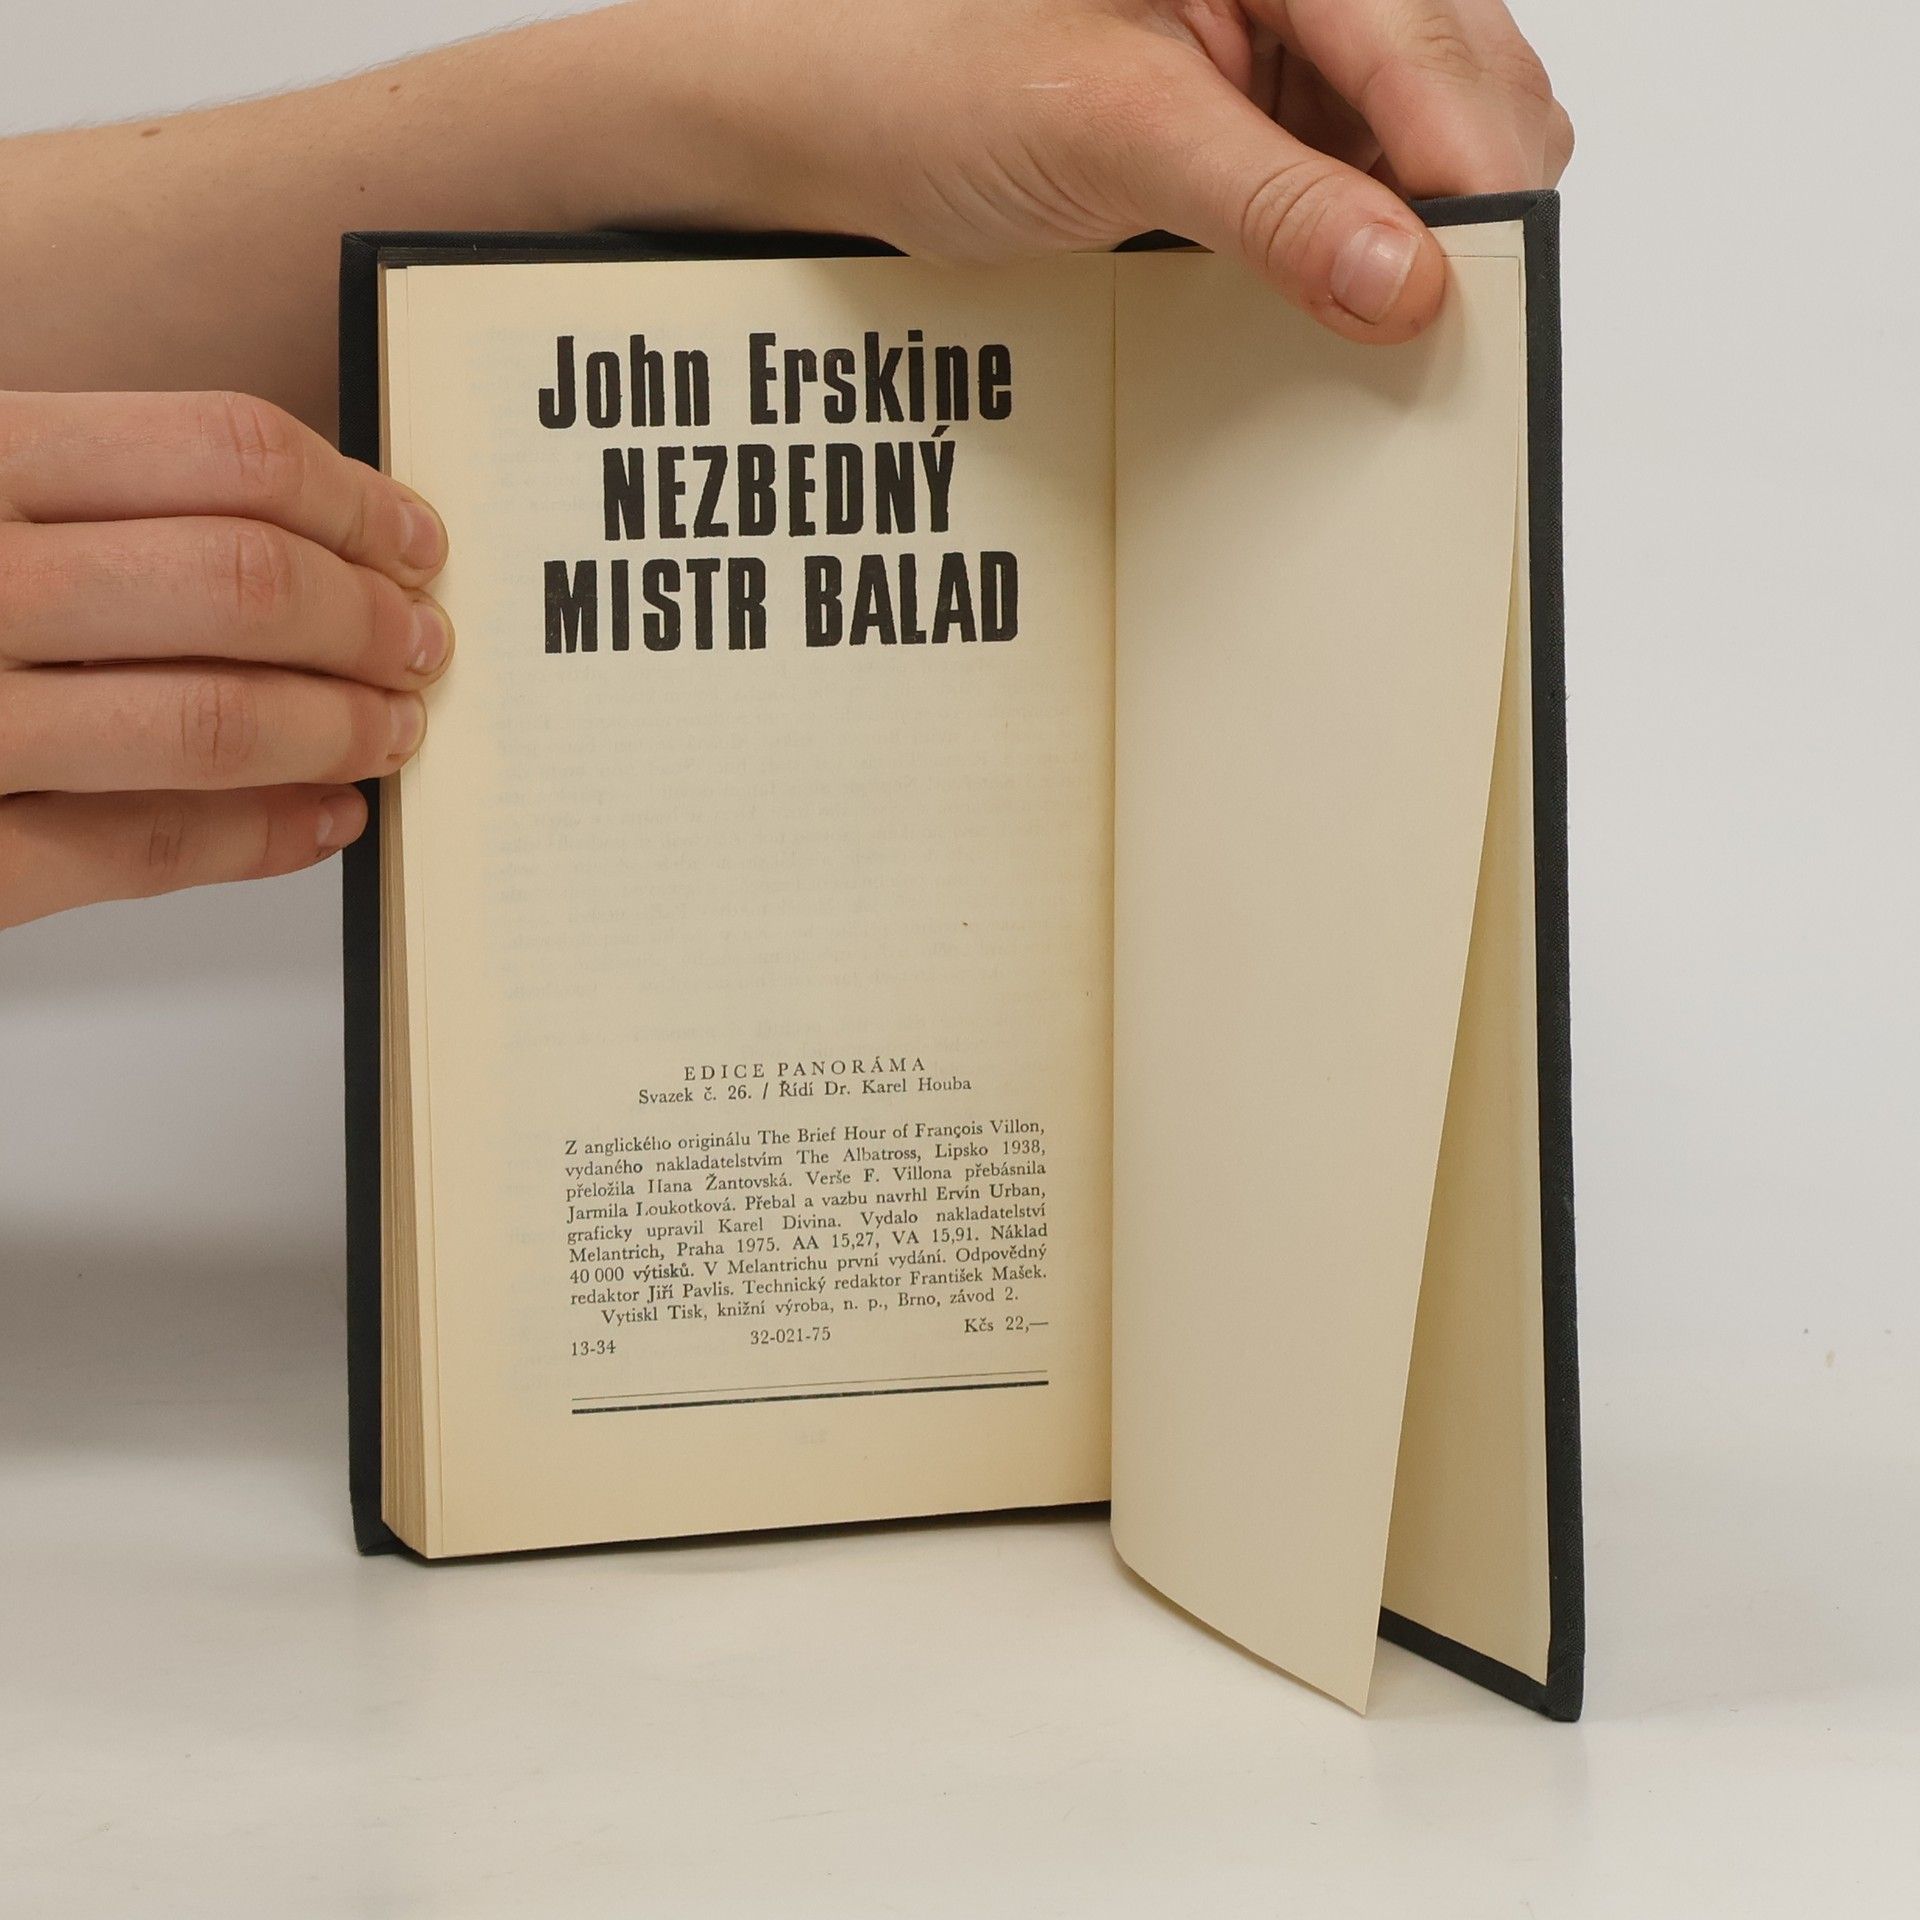 John Erskine
NEZBEDNÝ
MISTR BALAD
EDICE PANORÁMA
Svazek č. 26. / Řídí Dr. Karel Houba
Z anglického originálu The Brief Hour of François Villon,
vydaného nakladatelstvím The Albatross, Lipsko 1938,
přeložila Hana Žantovská. Verše F. Villona přebásnila
Jarmila Loukotková. Přebal a vazbu navrhl Ervín Urban,
graficky upravil Karel Divina. Vydalo nakladatelství
Melantrich, Praha 1975. AA 15,27, VA 15,91. Náklad
40 000 výtisků. V Melantrichu první vydání. Odpovědný
redaktor Jiří Pavlis. Technický redaktor František Mašek.
Vytiskl Tisk, knižní výroba, n. p., Brno, závod 2.
13-34 32-021-75 Kčs 22,—